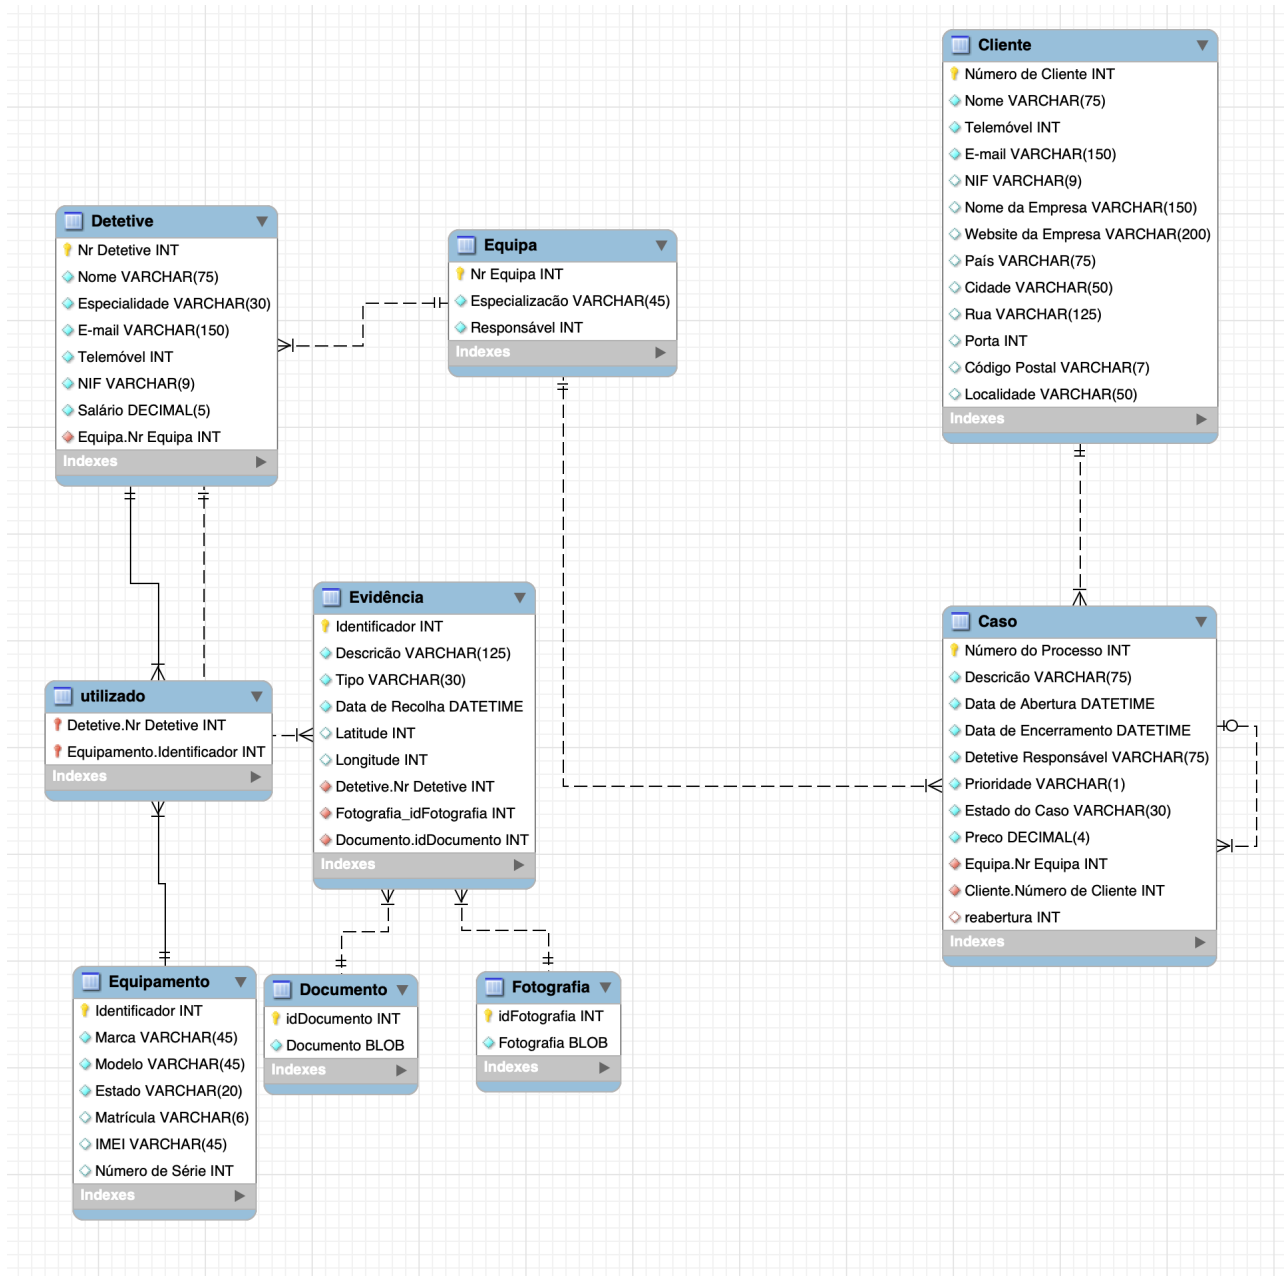 Cliente
Número de Cliente INT
Nome VARCHAR(75)
Telemóvel INT
E-mail VARCHAR(150)
NIF VARCHAR(9)
Nome da Empresa VARCHAR(150)
Website da Empresa VARCHAR(200)
País VARCHAR(75)
Cidade VARCHAR(50)
Rua VARCHAR(125)
Porta INT
Código Postal VARCHAR(7)
Localidade VARCHAR(50)
Indexes
Detetive
Nr Detetive INT
Nome VARCHAR(75)
Especialidade VARCHAR(30)
E-mail VARCHAR(150)
Telemóvel INT
NIF VARCHAR(9)
Salário DECIMAL(5)
Equipa.Nr Equipa INT
Indexes
Equipa
Nr Equipa INT
Especializacão VARCHAR(45)
Responsável INT
Indexes
Evidência
Identificador INT
Descricão VARCHAR(125)
Tipo VARCHAR(30)
Data de Recolha DATETIME
Latitude INT
Longitude INT
Detetive.Nr Detetive INT
Fotografia_idFotografia INT
Documento.idDocumento INT
Indexes
Caso
Número do Processo INT
Descricão VARCHAR(75)
Data de Abertura DATETIME
Data de Encerramento DATETIME
Detetive Responsável VARCHAR(75)
Prioridade VARCHAR(1)
Estado do Caso VARCHAR(30)
Preco DECIMAL(4)
Equipa.Nr Equipa INT
Cliente.Número de Cliente INT
reabertura INT
Indexes
utilizado
Detetive.Nr Detetive INT
Equipamento.Identificador INT
Indexes
Equipamento
Identificador INT
Marca VARCHAR(45)
Modelo VARCHAR(45)
Estado VARCHAR(20)
Matrícula VARCHAR(6)
IMEI VARCHAR(45)
Número de Série INT
Indexes
Documento
idDocumento INT
Documento BLOB
Indexes
Fotografia
idFotografia INT
Fotografia BLOB
Indexes